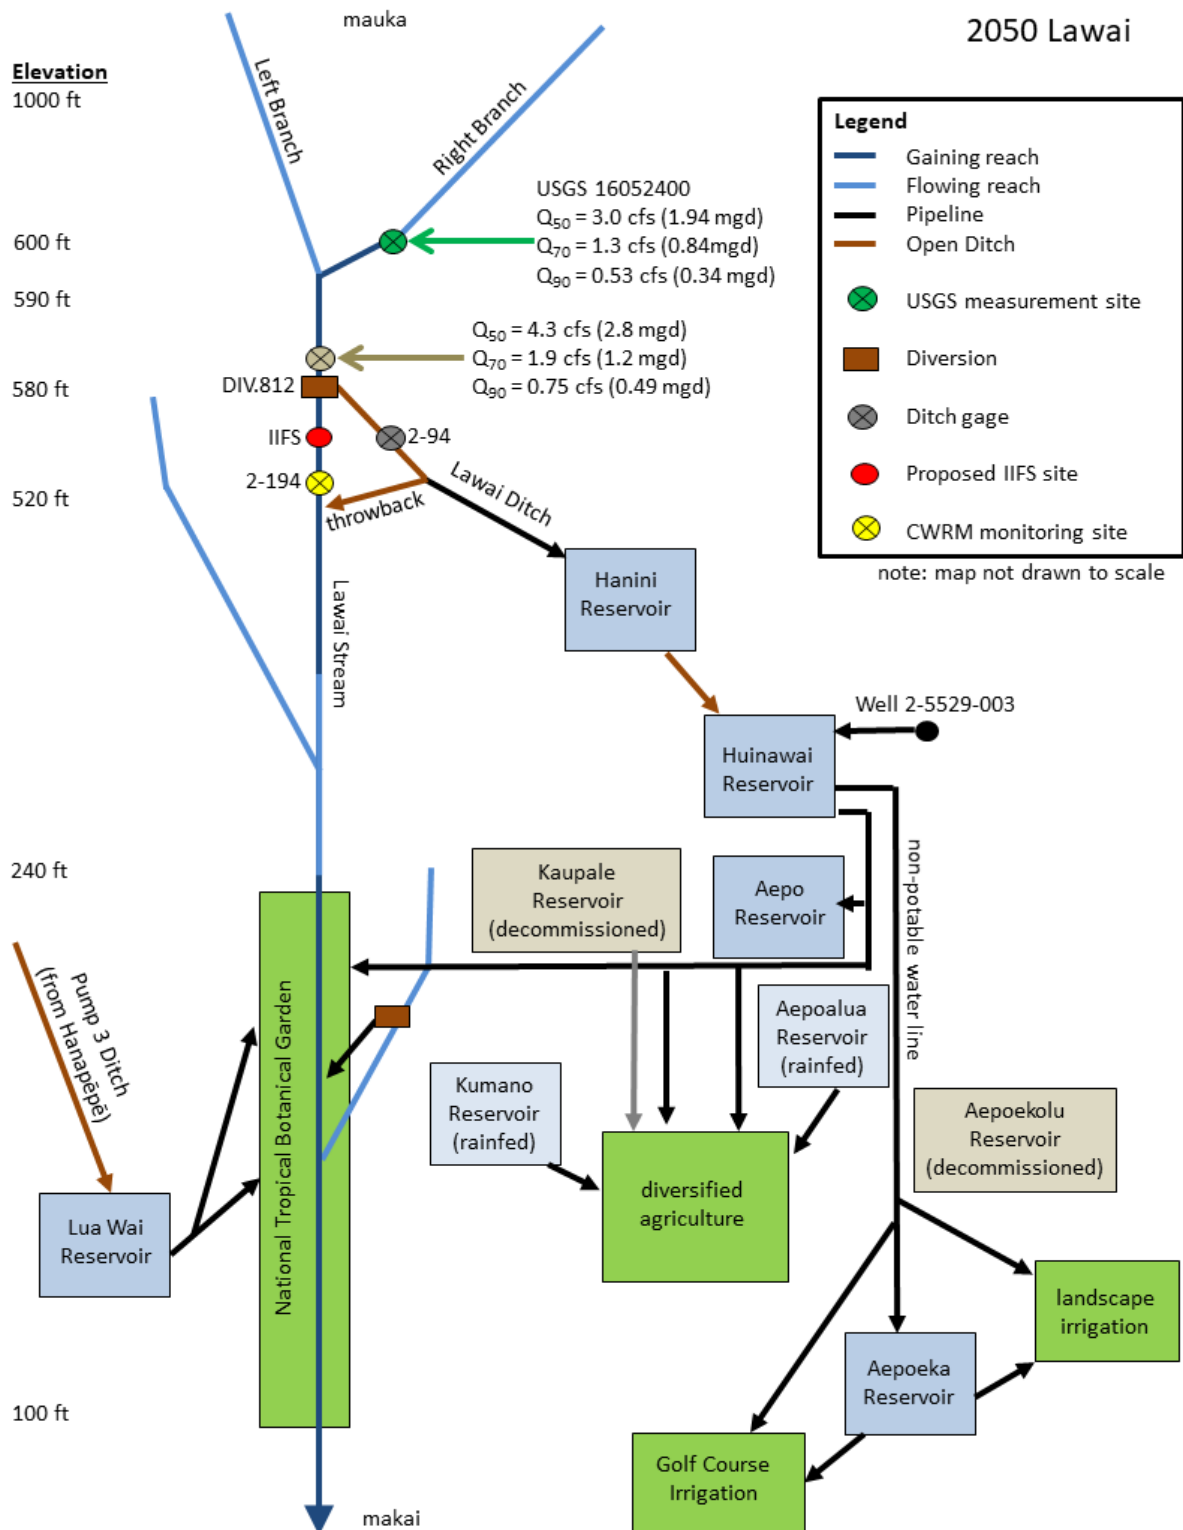 mauka
2050 Lawai
Elevation
1000 ft
600 ft
590 ft
580 ft
520 ft
240 ft
100 ft
Left Branch
Right Branch
USGS 16052400
Q50 = 3.0 cfs (1.94 mgd)
Q70 = 1.3 cfs (0.84mgd)
Q90 = 0.53 cfs (0.34 mgd)
Q50 = 4.3 cfs (2.8 mgd)
Q70 = 1.9 cfs (1.2 mgd)
Q90 = 0.75 cfs (0.49 mgd)
Legend
Gaining reach
Flowing reach
Pipeline
Open Ditch
USGS measurement site
Diversion
Ditch gage
Proposed IIFS site
CWRM monitoring site
note: map not drawn to scale
DIV.812
IIFS
2-94
2-194
throwback
Lawai Ditch
Lawai Stream
Hanini
Reservoir
Well 2-5529-003
Huinawai
Reservoir
non-potable water line
Kaupale
Reservoir
(decommissioned)
Aepo
Reservoir
Pump 3 Ditch
(from Hanapēpē)
National Tropical Botanical Garden
Aepoalua
Reservoir
(rainfed)
Kumano
Reservoir
(rainfed)
Aepoekolu
Reservoir
(decommissioned)
diversified
agriculture
Lua Wai
Reservoir
landscape
irrigation
Aepoeka
Reservoir
Golf Course
Irrigation
makai